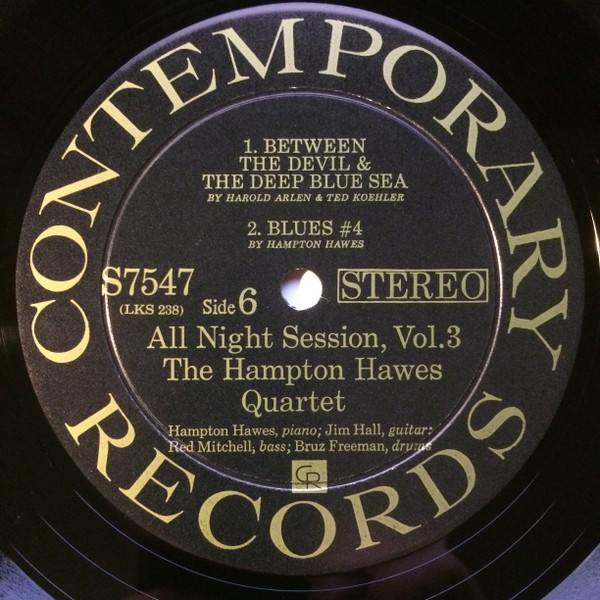 CONTEMPORARY
1. BETWEEN
THE DEVIL &
THE DEEP BLUE SEA
BY HAROLD ARLEN & TED KOEHLER
2. BLUES #4
BY HAMPTON HAWES
S7547
(LKS 238)
Side 6
STEREO
All Night Session, Vol.3
The Hampton Hawes
Quartet
Hampton Hawes, piano; Jim Hall, guitar:
Red Mitchell, bass; Bruz Freeman, drums
CR
RECORDS